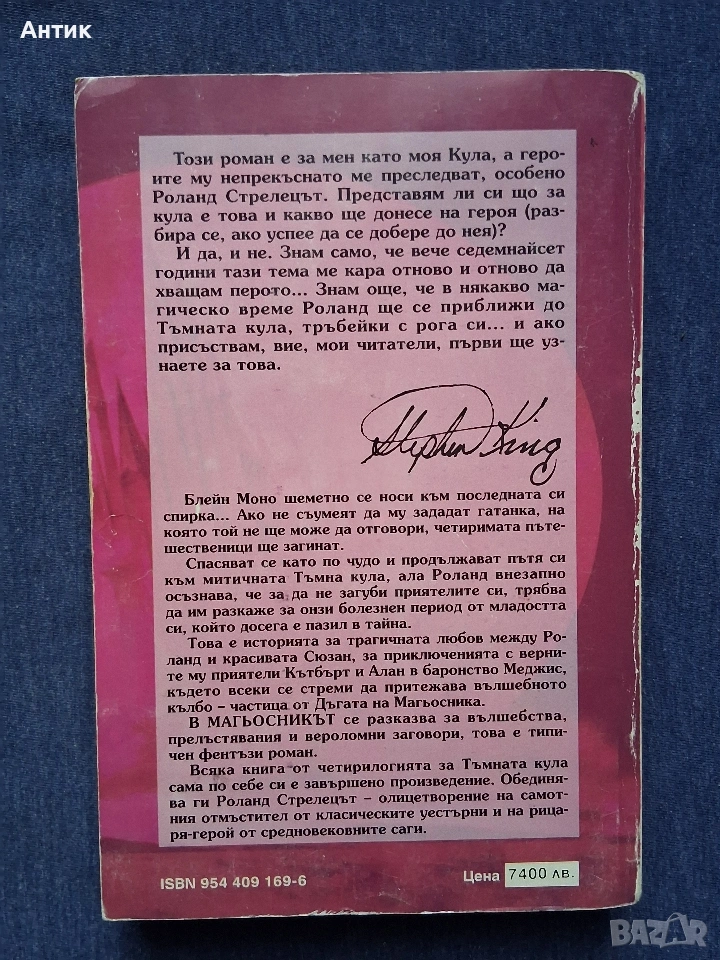 Антик
Този роман е за мен като моя Кула, а геро-
ите му непрекъснато ме преследват, особено
Роланд Стрелецът. Представям ли си що за
кула е това и какво ще донесе на героя (раз-
бира се, ако успее да се добере до нея)?
И да, и не. Знам само, че вече седемнайсет
години тази тема ме кара отново и отново да
хващам перото... Знам още, че в някакво ма-
гическо време Роланд ще се приближи до
Тъмната кула, тръбейки с рога си... и ако
присъствам, вие, мои читатели, първи ще уз-
наете за това.
Stephen King
Блейн Моно шеметно се носи към последната си
спирка... Ако не съумеят да му зададат гатанка, на
която той не ще може да отговори, четиримата пъте-
шественици ще загинат.
Спасяват се като по чудо и продължават пътя си
към митичната Тъмна кула, ала Роланд внезапно
осъзнава, че за да не загуби приятелите си, трябва
да им разкаже за онзи болезнен период от младостта
си, който досега е пазил в тайна.
Това е историята за трагичната любов между Ро-
ланд и красивата Сюзан, за приключенията с верни-
те му приятели Кътбърт и Алан в баронство Меджис,
където всеки се стреми да притежава вълшебното
кълбо – частица от Дъгата на Магьосника.
В МАГЬОСНИКЪТ се разказва за вълшебства,
прелъстявания и вероломни заговори, това е типи-
чен фентъзи роман.
Всяка книга от четирилогията за Тъмната кула
сама по себе си е завършено произведение. Обединя-
ва ги Роланд Стрелецът – олицетворение на самот-
ния отмъстител от класическите уестърни и на рица-
ря-герой от средновековните саги.
ISBN 954 409 169-6
Цена 7400 лв.
BAZAR